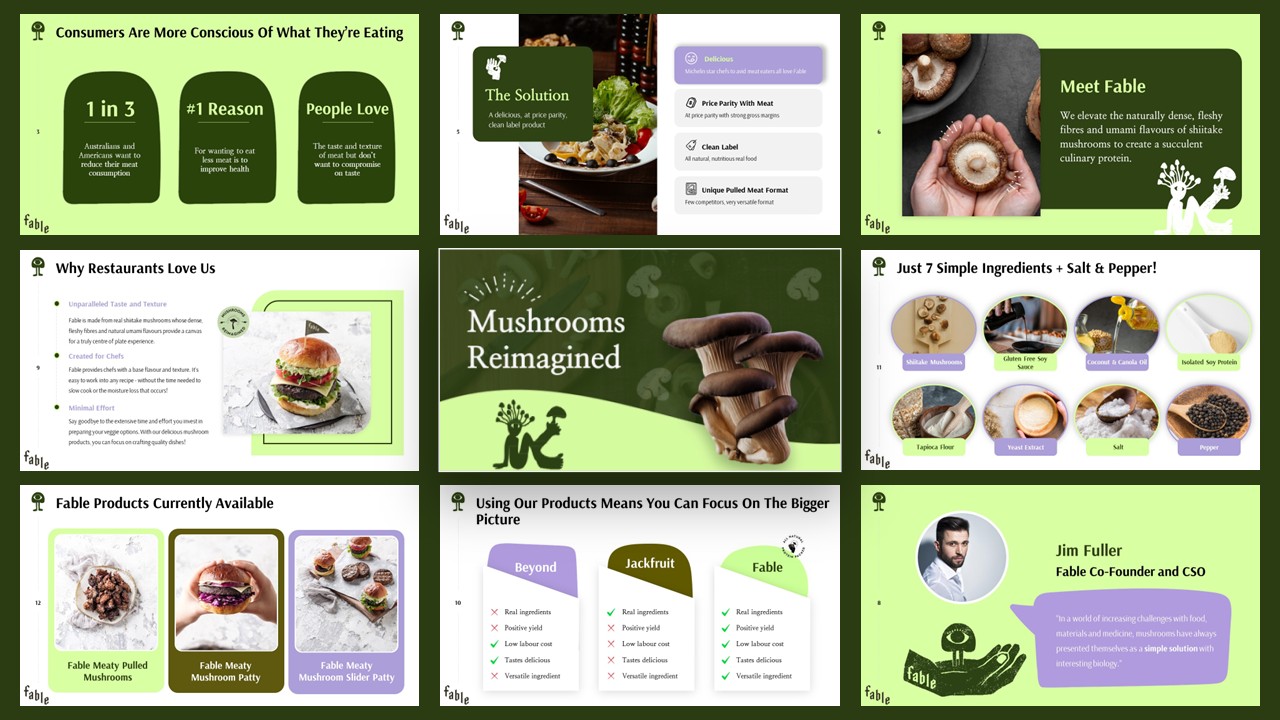 Consumers Are More Conscious Of What They're Eating
1 in 3
Australians and
Americans want to
reduce their meat
consumption
#1 Reason
For wanting to eat
less meat is to
improve health
People Love
The taste and texture
of meat but don't
want to compromise
on taste
3
fable
The Solution
A delicious, at price parity,
clean label product
Delicious
Michelin star chefs to avid meat eaters all love Fable
Price Parity With Meat
At price parity with strong gross margins
Clean Label
All natural, nutritious real food
Unique Pulled Meat Format
Few competitors, very versatile format
5
fable
Meet Fable
We elevate the naturally dense, fleshy
fibres and umami flavours of shiitake
mushrooms to create a succulent
culinary protein.
6
fable
Why Restaurants Love Us
Unparalleled Taste and Texture
Fable is made from real shiitake mushrooms whose dense,
fleshy fibres and natural umami flavours provide a canvas
for a truly centre of plate experience.
Created for Chefs
Fable provides chefs with a base flavour and texture. It's
easy to work into any recipe - without the time needed to
slow cook or the moisture loss that occurs!
Minimal Effort
Say goodbye to the extensive time and effort you invest in
preparing your veggie options. With our delicious mushroom
products, you can focus on crafting quality dishes!
MUSHROOMS
REIMAGINED
FABLE
9
fable
Mushrooms
Reimagined
Just 7 Simple Ingredients + Salt & Pepper!
Shiitake Mushrooms
Gluten Free Soy
Sauce
Coconut & Canola Oil
Isolated Soy Protein
Tapioca Flour
Yeast Extract
Salt
Pepper
11
fable
Fable Products Currently Available
Fable Meaty Pulled
Mushrooms
Fable Meaty
Mushroom Patty
Fable Meaty
Mushroom Slider Patty
12
fable
Using Our Products Means You Can Focus On The Bigger
Picture
Beyond
Real ingredients
Positive yield
Low labour cost
Tastes delicious
Versatile ingredient
Jackfruit
Real ingredients
Positive yield
Low labour cost
Tastes delicious
Versatile ingredient
Fable
Real ingredients
Positive yield
Low labour cost
Tastes delicious
Versatile ingredient
10
fable
Jim Fuller
Fable Co-Founder and CSO
"In a world of increasing challenges with food,
materials and medicine, mushrooms have always
presented themselves as a simple solution with
interesting biology."
fable
8
fable